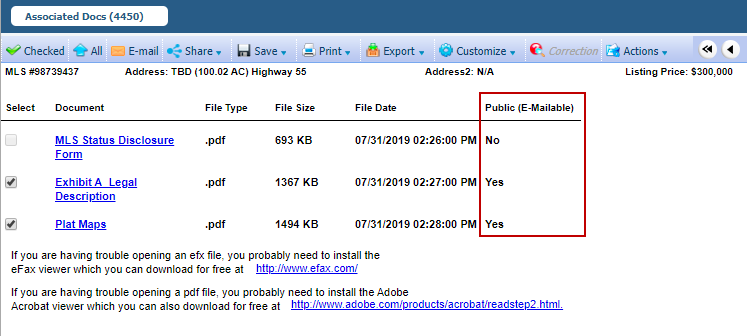 Associated Docs (4450)
Checked All E-mail Share Save Print Export Customize Correction Actions
MLS #98739437 Address: TBD (100.02 AC) Highway 55 Address2: N/A Listing Price: $300,000
Select Document File Type File Size File Date Public (E-Mailable)
MLS Status Disclosure Form .pdf 693 KB 07/31/2019 02:26:00 PM No
Exhibit A Legal Description .pdf 1367 KB 07/31/2019 02:27:00 PM Yes
Plat Maps .pdf 1494 KB 07/31/2019 02:28:00 PM Yes
If you are having trouble opening an efx file, you probably need to install the
eFax viewer which you can download for free at http://www.efax.com/
If you are having trouble opening a pdf file, you probably need to install the Adobe
Acrobat viewer which you can also download for free at http://www.adobe.com/products/acrobat/readstep2.html.